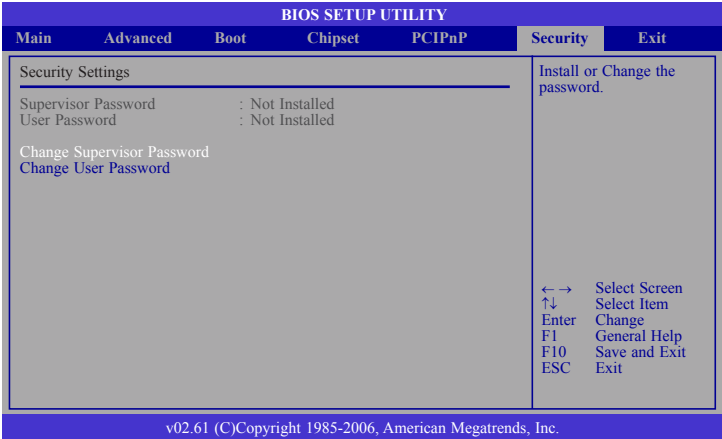 BIOS SETUP UTILITY
Main Advanced Boot Chipset PCIPnP Security Exit
Security Settings
Supervisor Password : Not Installed
User Password : Not Installed
Change Supervisor Password
Change User Password
Install or Change the
password.
←→ Select Screen
↑↓ Select Item
Enter Change
F1 General Help
F10 Save and Exit
ESC Exit
v02.61 (C)Copyright 1985-2006, American Megatrends, Inc.